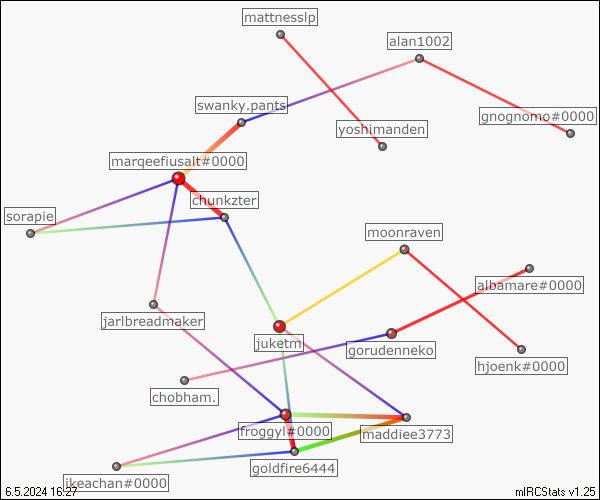 mattnesslp
alan1002
swanky.pants
gnognomo#0000
yoshimanden
marqeefiusalt#0000
chunkzter
sorapie
moonraven
albamare#0000
jarlbreadmaker
juketm
gorudenneko
hjoenk#0000
chobham.
froggyl#0000
maddiee3773
goldfire6444
ikeachan#0000
6.5.2024 16:27
mIRCStats v1.25